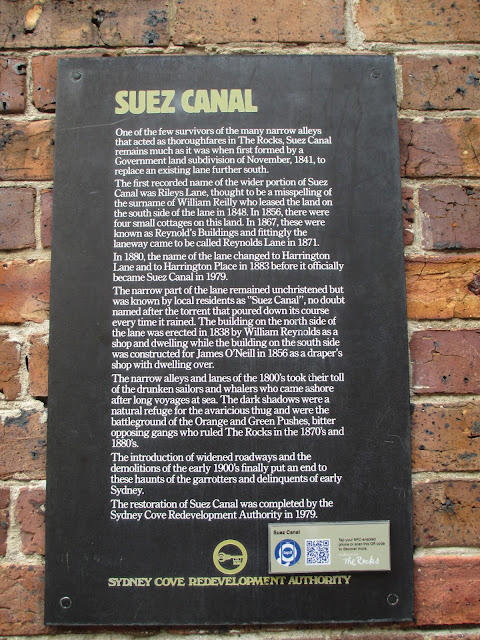 SUEZ CANAL
One of the few survivors of the many narrow alleys
that acted as thoroughfares in The Rocks, Suez Canal
remains much as it was when first formed by a
Government land subdivision of November, 1841, to
replace an existing lane further south.
The first recorded name of the wider portion of Suez
Canal was Rileys Lane, thought to be a misspelling of
the surname of William Reilly who leased the land on
the south side of the lane in 1848. In 1856, there were
four small cottages on this land. In 1867, these were
known as Reynold's Buildings and fittingly the
laneway came to be called Reynolds Lane in 1871.
In 1880, the name of the lane changed to Harrington
Lane and to Harrington Place in 1883 before it officially
became Suez Canal in 1979.
The narrow part of the lane remained unchristened but
was known by local residents as "Suez Canal", no doubt
named after the torrent that poured down its course
every time it rained. The building on the north side of
the lane was erected in 1838 by William Reynolds as a
shop and dwelling while the building on the south side
was constructed for James O'Neill in 1856 as a draper's
shop with dwelling over.
The narrow alleys and lanes of the 1800's took their toll
of the drunken sailors and whalers who came ashore
after long voyages at sea. The dark shadows were a
natural refuge for the avaricious thug and were the
battleground of the Orange and Green Pushes, bitter
opposing gangs who ruled The Rocks in the 1870's and
1880's.
The introduction of widened roadways and the
demolitions of the early 1900's finally put an end to
these haunts of the garrotters and delinquents of early
Sydney.
The restoration of Suez Canal was completed by the
Sydney Cove Redevelopment Authority in 1979.
Suez Canal
Tap your NFC enabled
phone or scan this QR code
to discover more.
The Rocks
SYDNEY COVE REDEVELOPMENT AUTHORITY